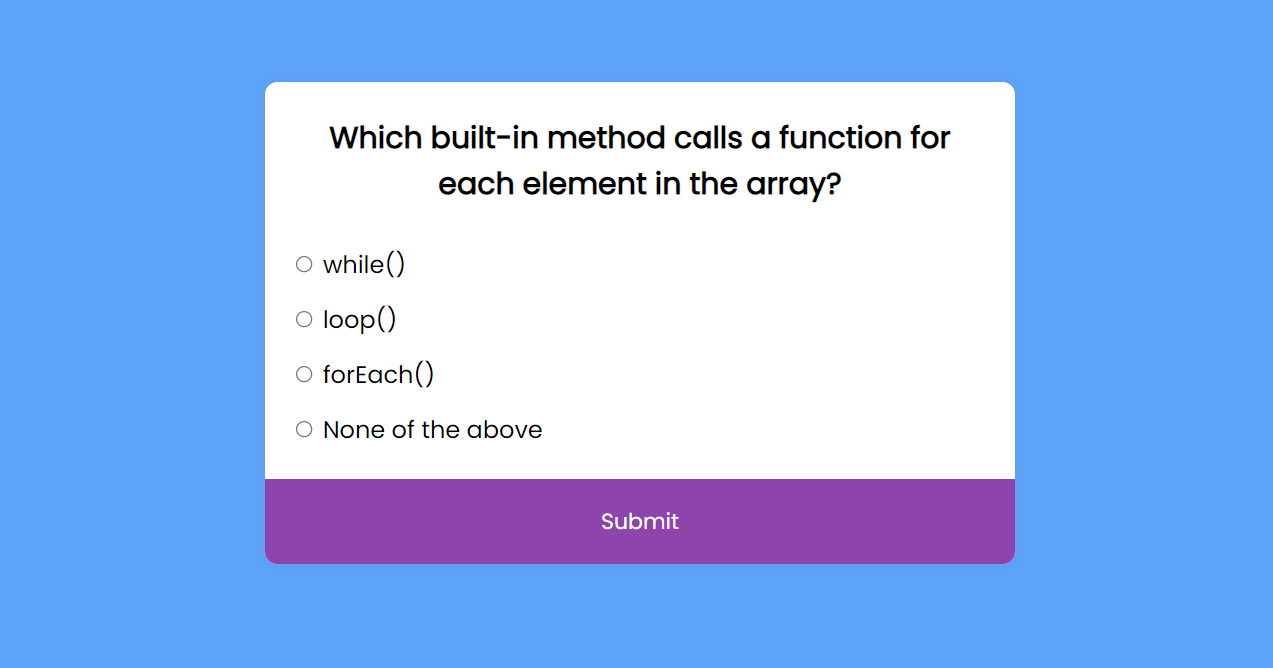 Which built-in method calls a function for
each element in the array?
while()
loop()
forEach()
None of the above
Submit